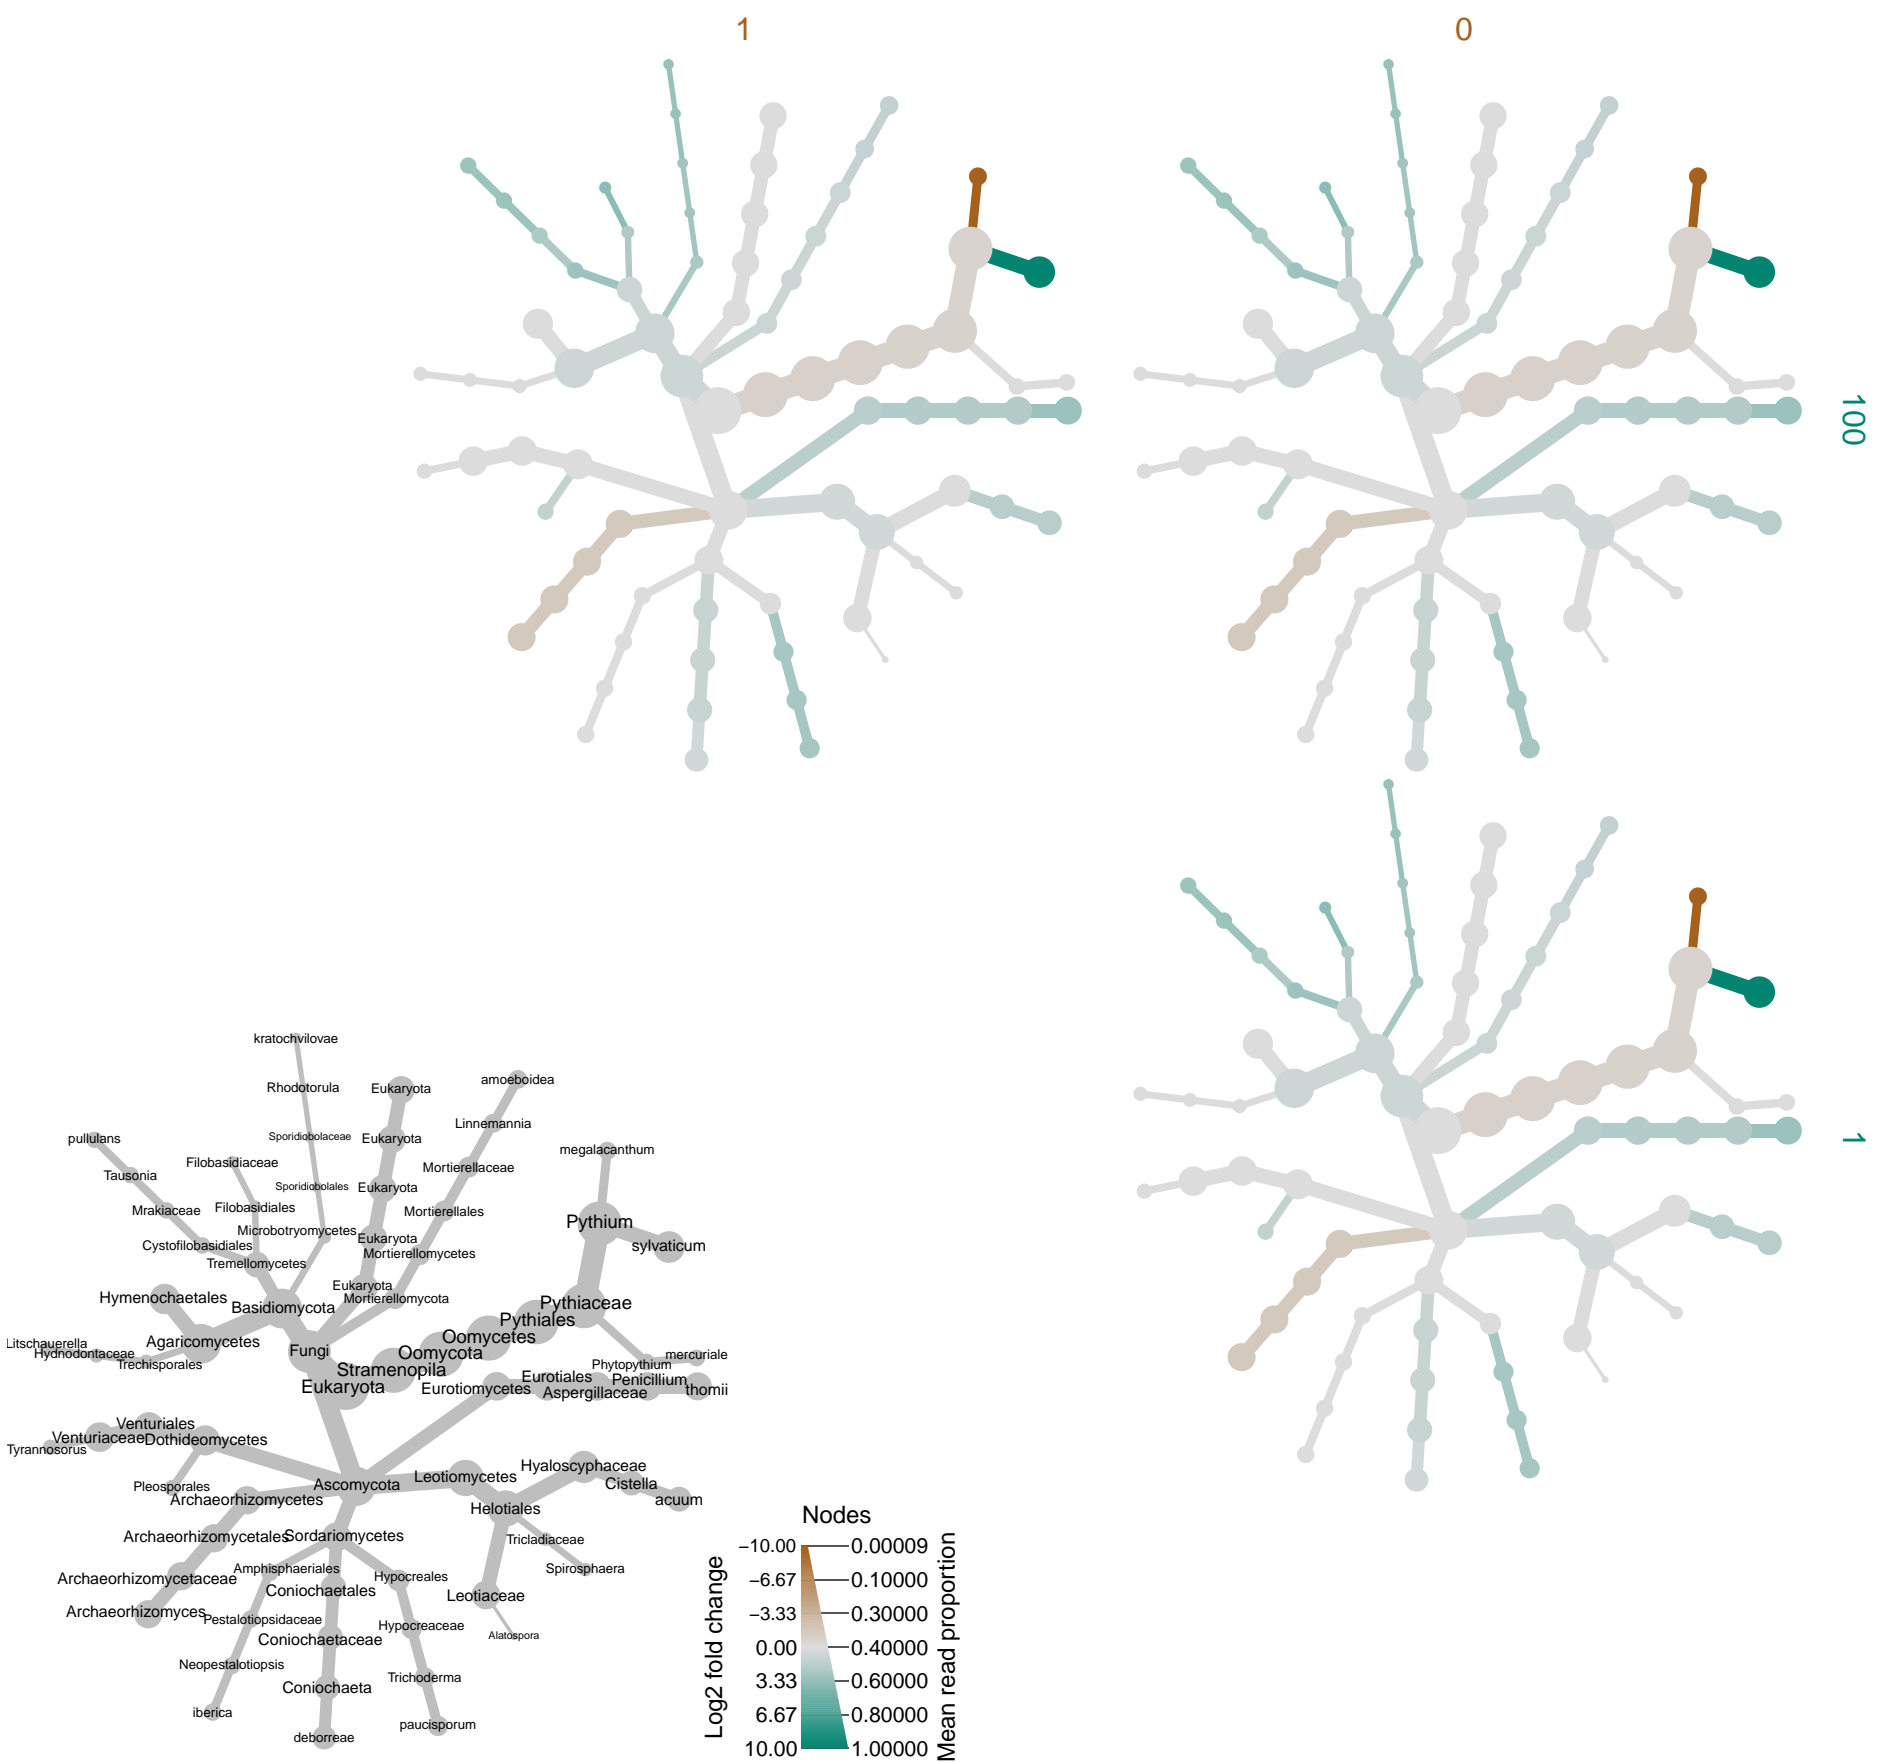 1
0
100
1
kratochvilovae
Rhodotorula
Eukaryota
amoeboidea
Linnemannia
pullulans
Sporidiobolaceae
Eukaryota
megalacanthum
Filobasidiaceae
Mortierellaceae
Tausonia
Sporidiobolales
Eukaryota
Mrakiaceae
Filobasidiales
Mortierellales
Pythium
Microbotryomycetes
Eukaryota
sylvaticum
Cystofilobasidiales
Mortierellomycetes
Tremellomycetes
Eukaryota
Hymenochaetales
Mortierellomycota
Pythiaceae
Basidiomycota
Pythiales
Oomycetes
Litschauerella
Agaricomycetes
Fungi
Oomycota
Hydnodontaceae
mercuriale
Trechisporales
Phytopythium
Stramenopila
Eurotiales
Penicillium
Eukaryota
Eurotiomycetes
Aspergillaceae
thomii
Venturiales
Venturiaceae
Dothideomycetes
Tyrannosorus
Hyaloscyphaceae
Pleosporales
Ascomycota
Leotiomycetes
Cistella
Archaeorhizomycetes
acuum
Helotiales
Archaeorhizomycetales
Sordariomycetes
Tricladiaceae
Amphisphaeriales
Spirosphaera
Archaeorhizomycetaceae
Hypocreales
Coniochaetales
Leotiaceae
Archaeorhizomyces
Pestalotiopsidaceae
Hypocreaceae
Alatospora
Coniochaetaceae
Neopestalotiopsis
Trichoderma
Coniochaeta
iberica
paucisporum
deborreae
Nodes
Log2 fold change
Mean read proportion
−10.00 0.00009
−6.67 0.10000
−3.33 0.30000
0.00 0.40000
3.33 0.60000
6.67 0.80000
10.00 1.00000